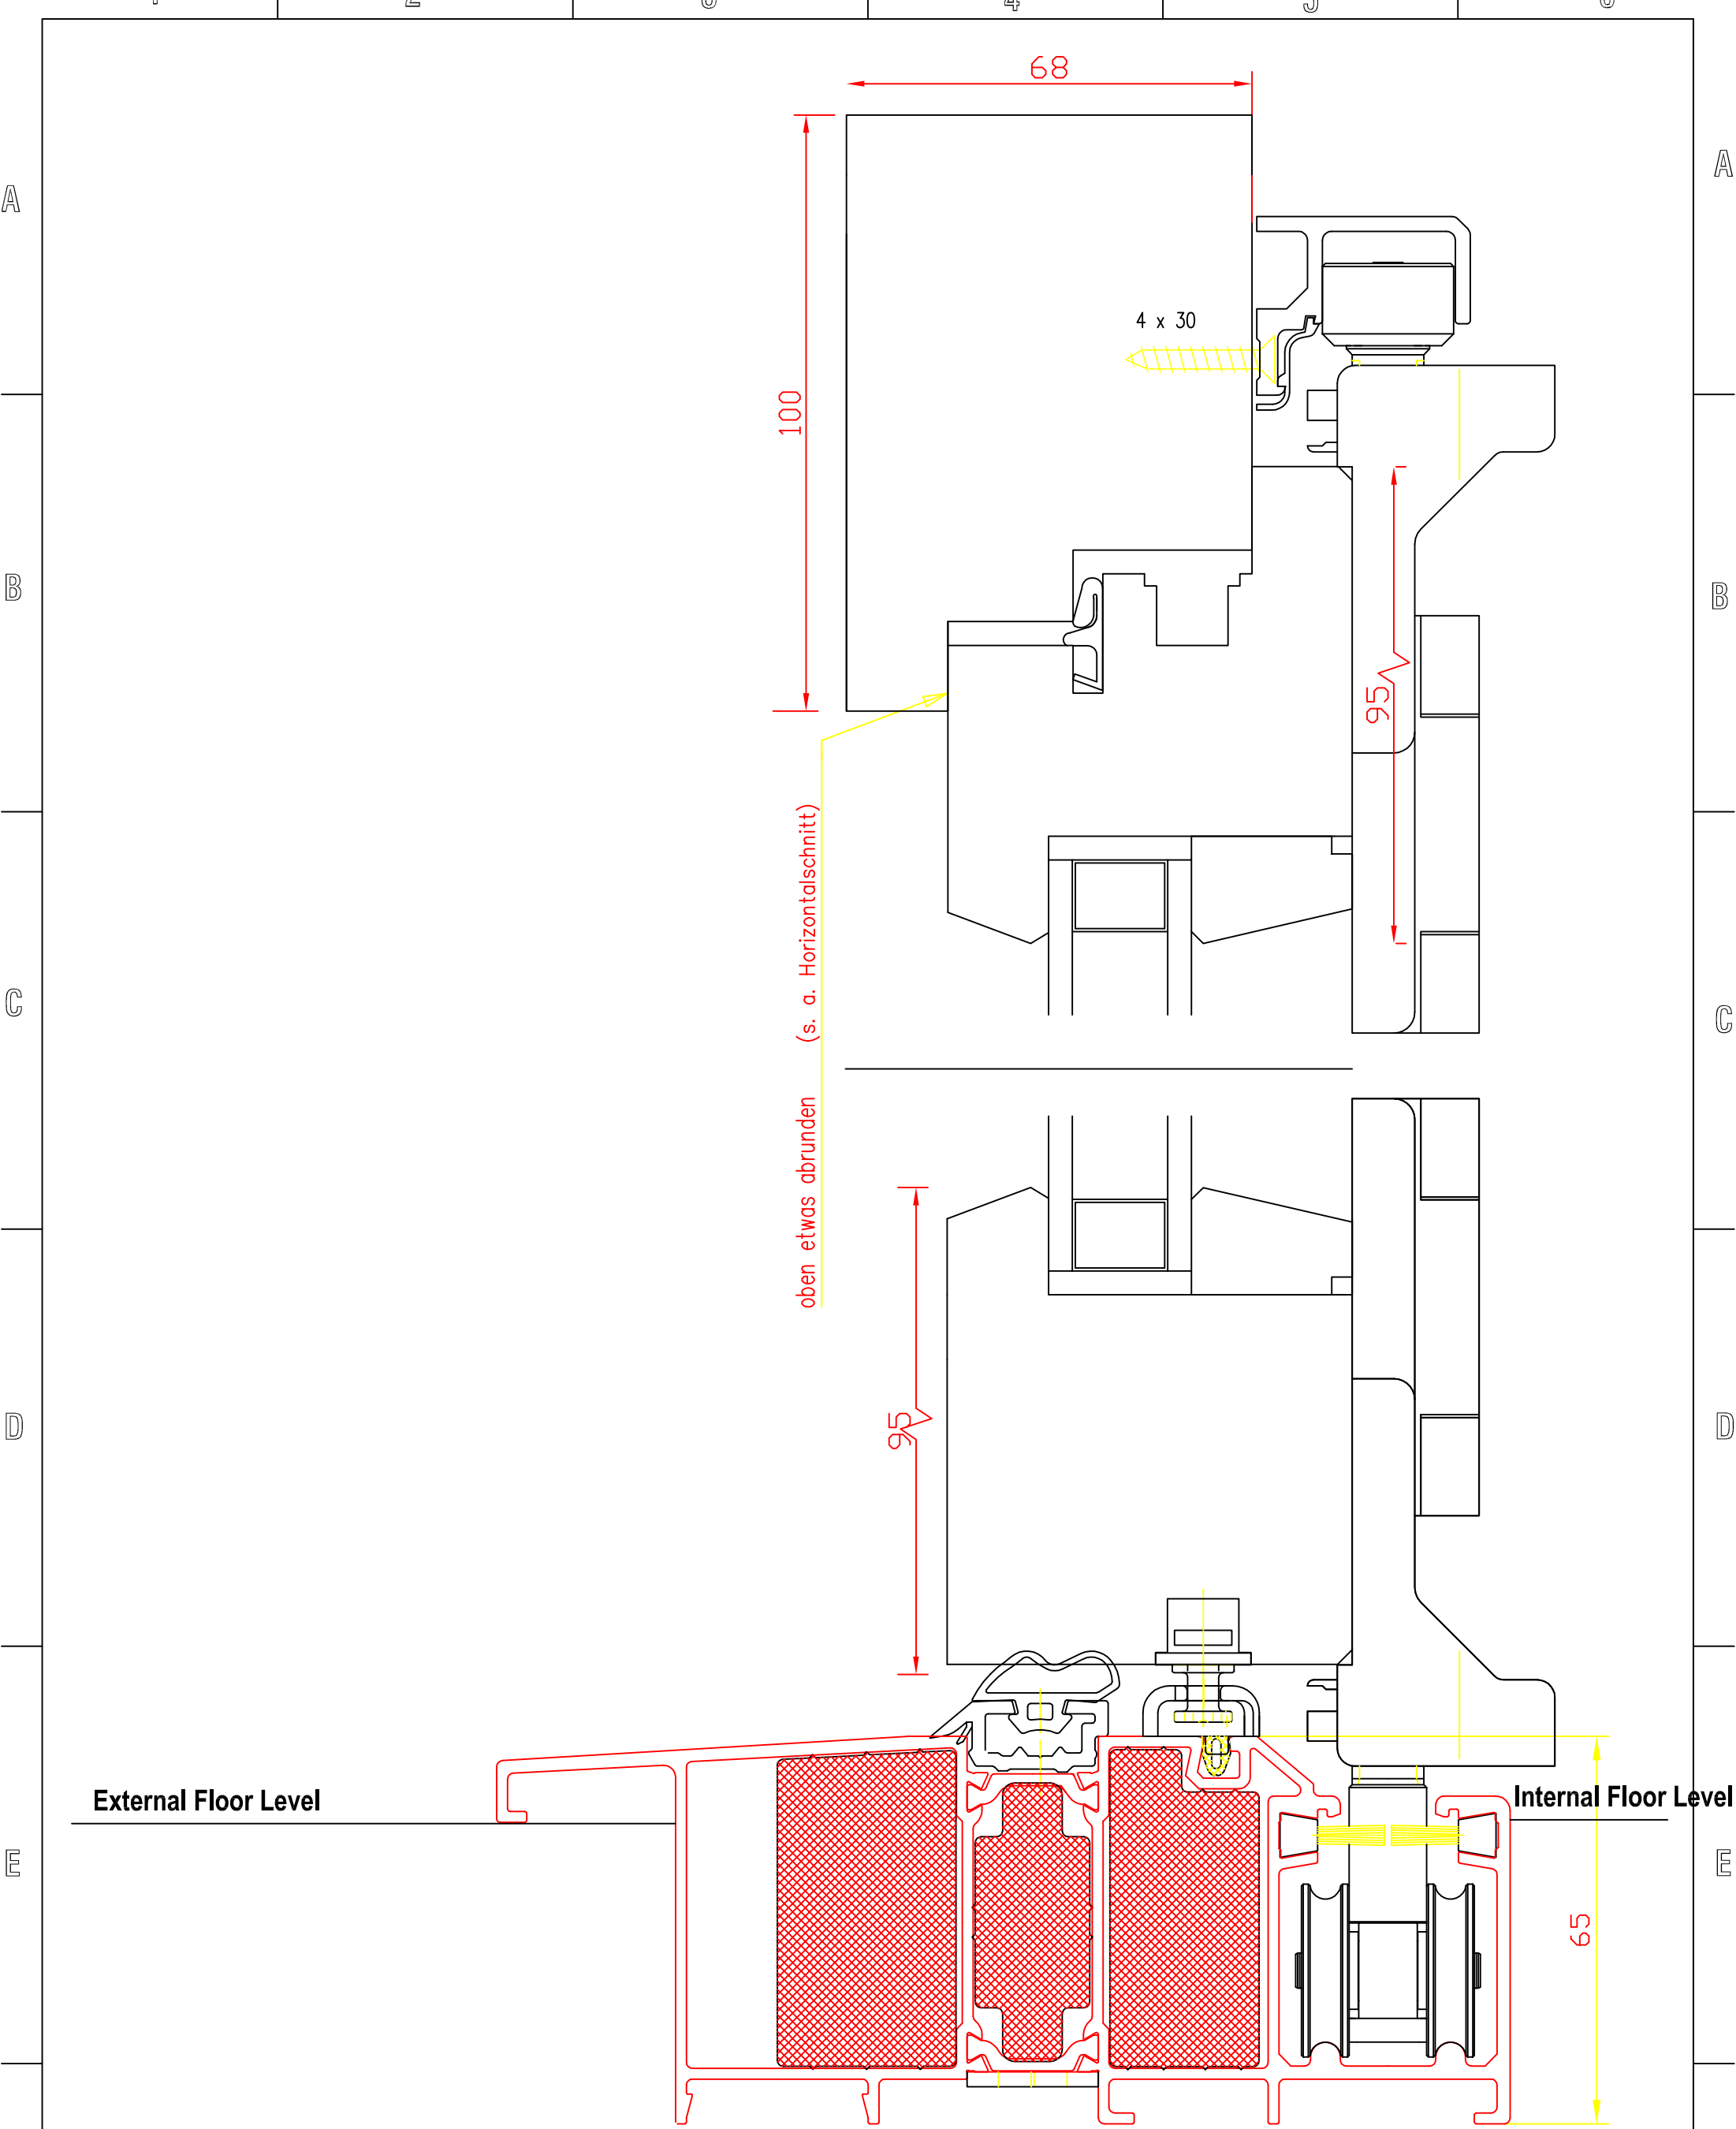 68
A
A
4 x 30
100
B
B
95
oben etwas abrunden (s. a. Horizontalschnitt)
C
C
95
D
D
External Floor Level
Internal Floor Level
E
E
65